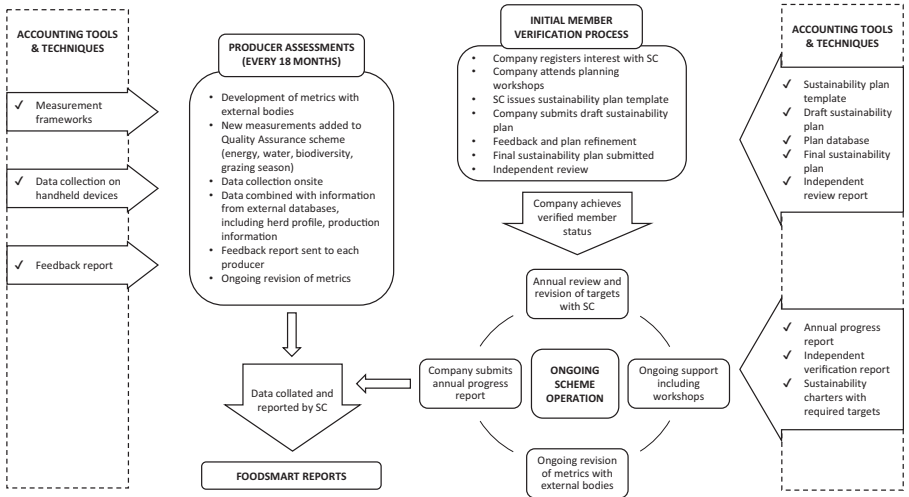 ACCOUNTING TOOLS
& TECHNIQUES
✓ Measurement
frameworks
✓ Data collection on
handheld devices
✓ Feedback report
PRODUCER ASSESSMENTS
(EVERY 18 MONTHS)
• Development of metrics with
external bodies
• New measurements added to
Quality Assurance scheme
(energy, water, biodiversity,
grazing season)
• Data collection onsite
• Data combined with information
from external databases,
including herd profile, production
information
• Feedback report sent to each
producer
• Ongoing revision of metrics
Data collated and
reported by SC
FOODSMART REPORTS
INITIAL MEMBER
VERIFICATION PROCESS
• Company registers interest with SC
• Company attends planning
workshops
• SC issues sustainability plan template
• Company submits draft sustainability
plan
• Feedback and plan refinement
• Final sustainability plan submitted
• Independent review
Company achieves
verified member
status
Annual review and
revision of targets
with SC
Company submits
annual progress
report
ONGOING
SCHEME
OPERATION
Ongoing support
including
workshops
Ongoing revision
of metrics with
external bodies
ACCOUNTING TOOLS
& TECHNIQUES
✓ Sustainability plan
template
✓ Draft sustainability
plan
✓ Plan database
✓ Final sustainability
plan
✓ Independent
review report
✓ Annual progress
report
✓ Independent
verification report
✓ Sustainability
charters with
required targets